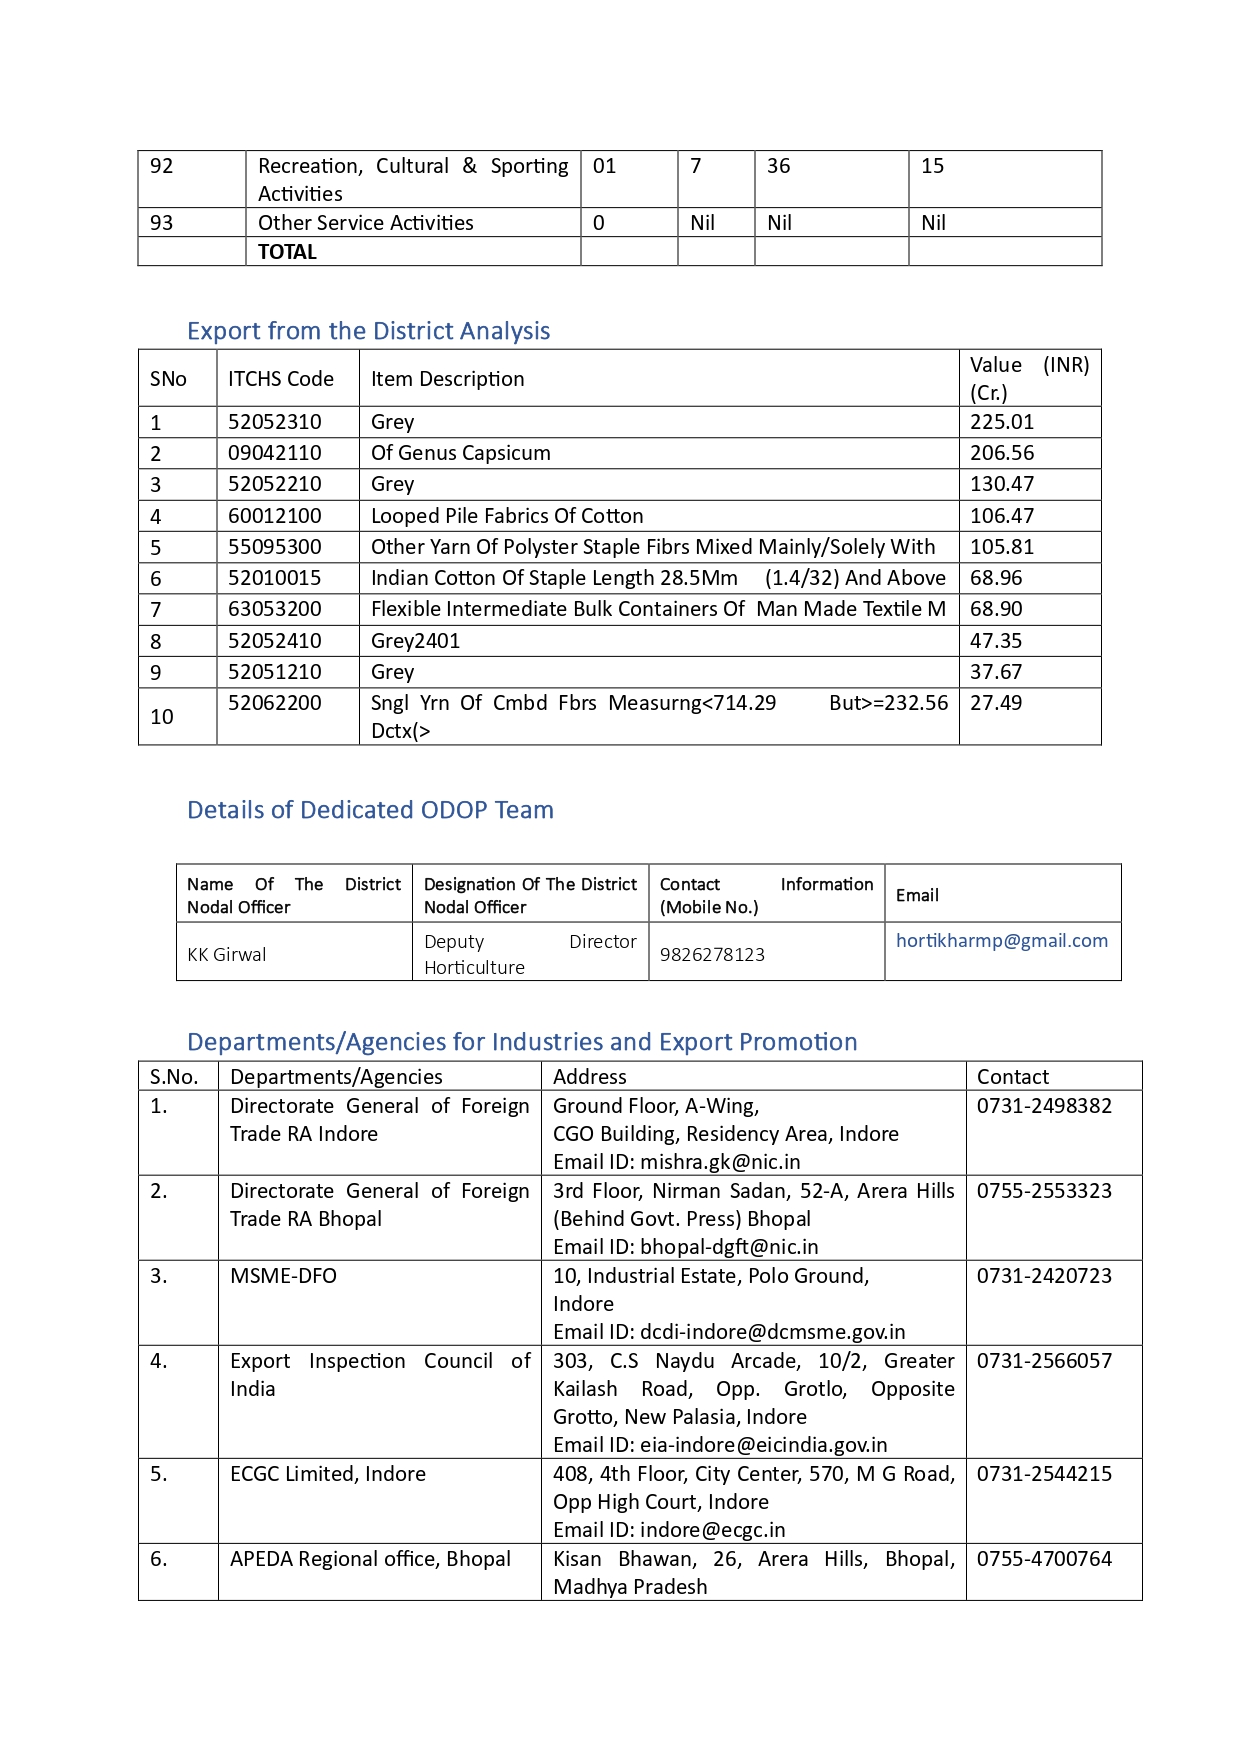 92 Recreation, Cultural & Sporting 01 7 36 15
Activities
93 Other Service Activities 0 Nil Nil Nil
TOTAL
Export from the District Analysis
SNo ITCHS Code Item Description Value (INR)
(Cr.)
1 52052310 Grey 225.01
2 09042110 Of Genus Capsicum 206.56
3 52052210 Grey 130.47
4 60012100 Looped Pile Fabrics Of Cotton 106.47
5 55095300 Other Yarn Of Polyster Staple Fibrs Mixed Mainly/Solely With 105.81
6 52010015 Indian Cotton Of Staple Length 28.5Mm (1.4/32) And Above 68.96
7 63053200 Flexible Intermediate Bulk Containers Of Man Made Textile M 68.90
8 52052410 Grey2401 47.35
9 52051210 Grey 37.67
10 52062200 Sngl Yrn Of Cmbd Fbrs Measurng<714.29 But>=232.56 27.49
Dctx(>
Details of Dedicated ODOP Team
Name Of The District Designation Of The District Contact Information Email
Nodal Officer Nodal Officer (Mobile No.)
KK Girwal Deputy Director 9826278123 hortikharmp@gmail.com
Horticulture
Departments/Agencies for Industries and Export Promotion
S.No. Departments/Agencies Address Contact
1. Directorate General of Foreign Ground Floor, A-Wing, 0731-2498382
Trade RA Indore CGO Building, Residency Area, Indore
Email ID: mishra.gk@nic.in
2. Directorate General of Foreign 3rd Floor, Nirman Sadan, 52-A, Arera Hills 0755-2553323
Trade RA Bhopal (Behind Govt. Press) Bhopal
Email ID: bhopal-dgft@nic.in
3. MSME-DFO 10, Industrial Estate, Polo Ground, 0731-2420723
Indore
Email ID: dcdi-indore@dcmsme.gov.in
4. Export Inspection Council of 303, C.S Naydu Arcade, 10/2, Greater 0731-2566057
India Kailash Road, Opp. Grotlo, Opposite
Grotto, New Palasia, Indore
Email ID: eia-indore@eicindia.gov.in
5. ECGC Limited, Indore 408, 4th Floor, City Center, 570, M G Road, 0731-2544215
Opp High Court, Indore
Email ID: indore@ecgc.in
6. APEDA Regional office, Bhopal Kisan Bhawan, 26, Arera Hills, Bhopal, 0755-4700764
Madhya Pradesh